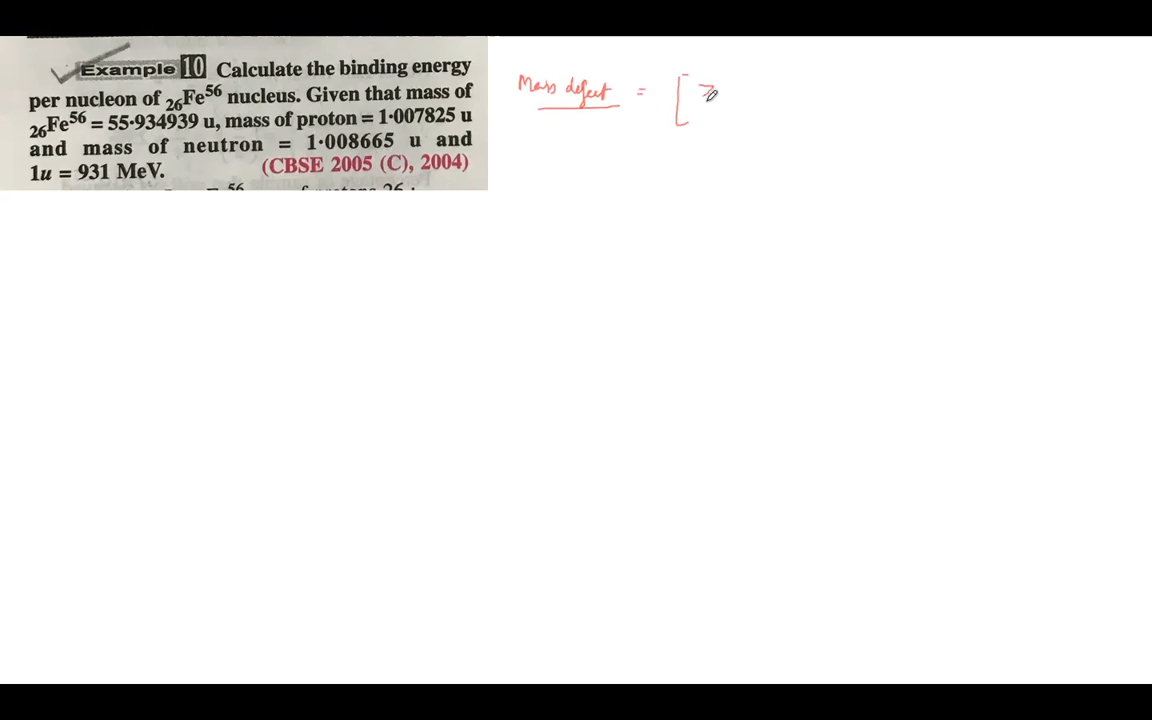 Example 10 Calculate the binding energy
per nucleon of ₂₆Fe⁵⁶ nucleus. Given that mass of
₂₆Fe⁵⁶ = 55·934939 u, mass of proton = 1·007825 u
and mass of neutron = 1·008665 u and
1u = 931 MeV. (CBSE 2005 (C), 2004)
Mass defect = [ Z